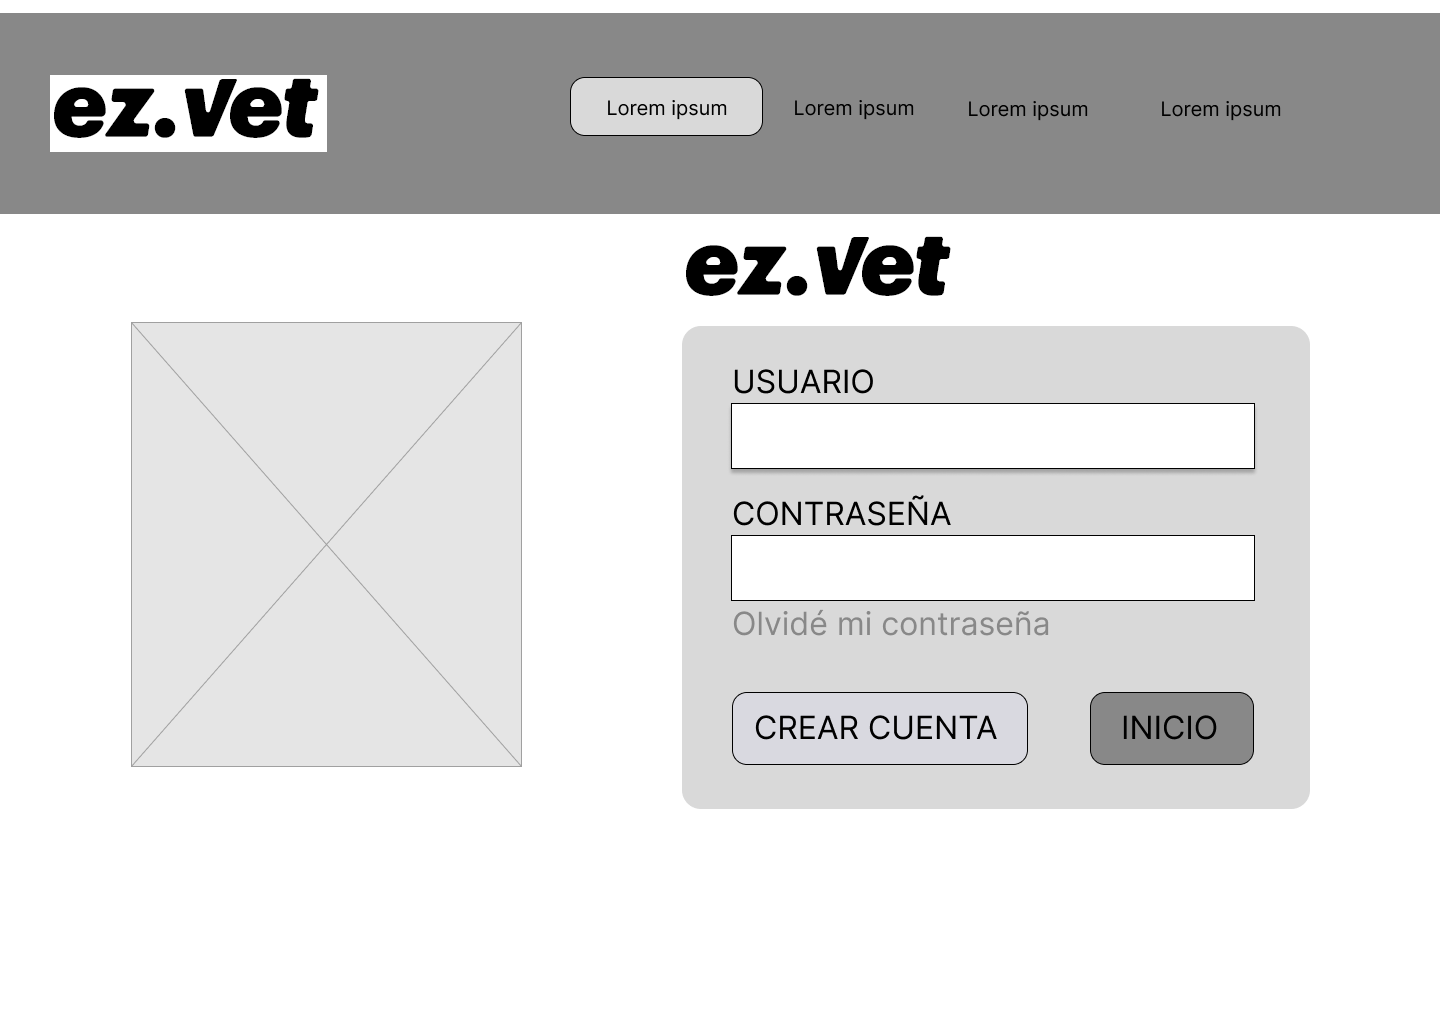 ez.vet
Lorem ipsum Lorem ipsum Lorem ipsum Lorem ipsum
ez.vet
USUARIO
CONTRASEÑA
Olvidé mi contraseña
CREAR CUENTA INICIO